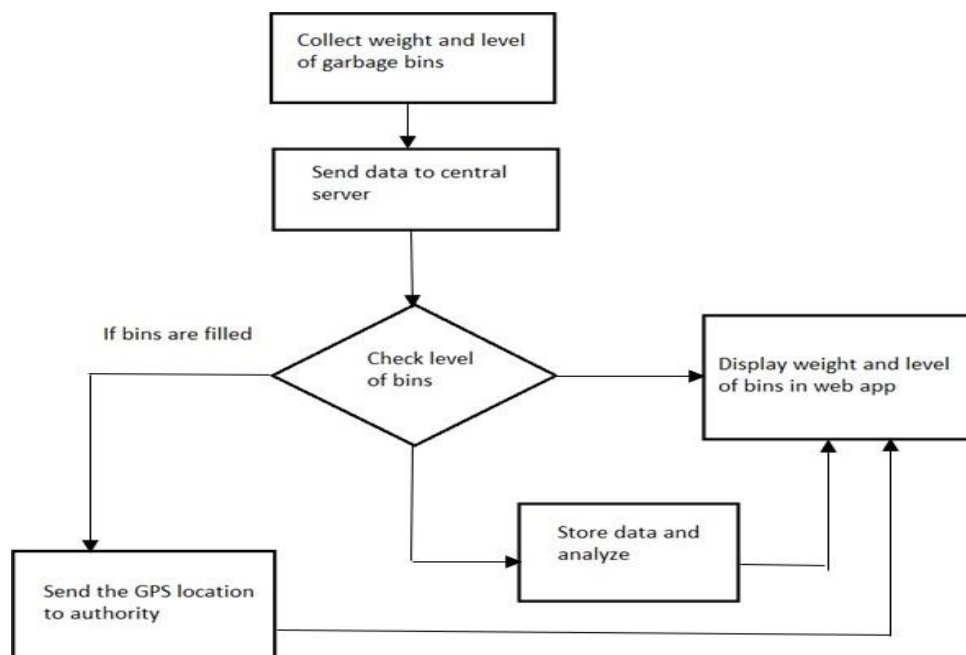 Collect weight and level
of garbage bins
Send data to central
server
If bins are filled
Check level
of bins
Display weight and level
of bins in web app
Store data and
analyze
Send the GPS location
to authority